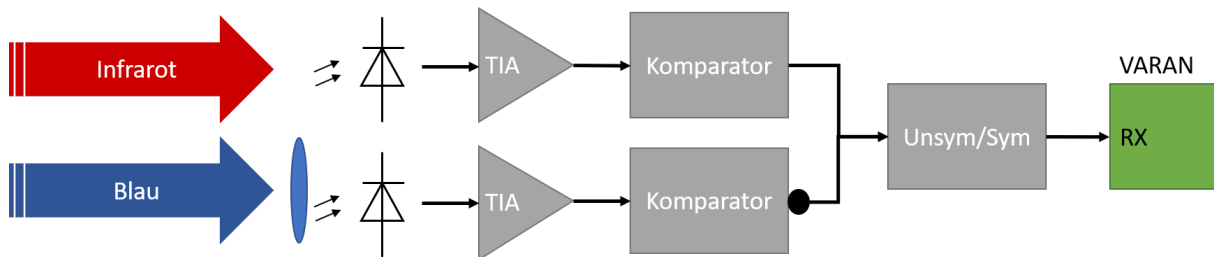 Infrarot
TIA
Komparator
VARAN
Unsym/Sym
RX
Blau
TIA
Komparator